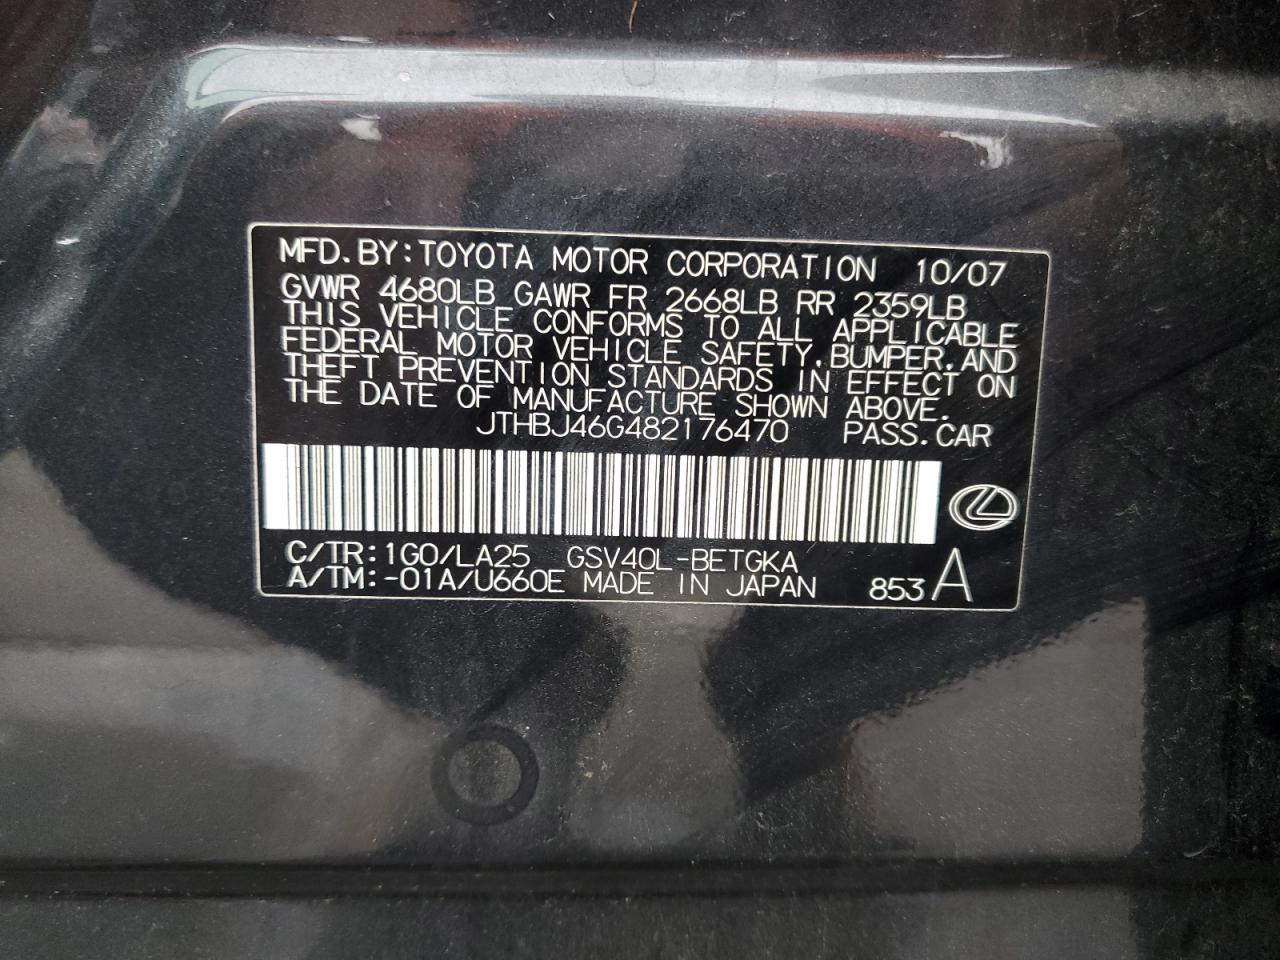 MFD.BY:TOYOTA MOTOR CORPORATION 10/07
GVWR 4680LB GAWR FR 2668LB RR 2359LB
THIS VEHICLE CONFORMS TO ALL APPLICABLE
FEDERAL MOTOR VEHICLE SAFETY,BUMPER,AND
THEFT PREVENTION STANDARDS IN EFFECT ON
THE DATE OF MANUFACTURE SHOWN ABOVE.
JTHBJ46G482176470 PASS.CAR
C/TR:1G0/LA25 GSV40L-BETGKA
A/TM:-01A/U660E MADE IN JAPAN 853 A